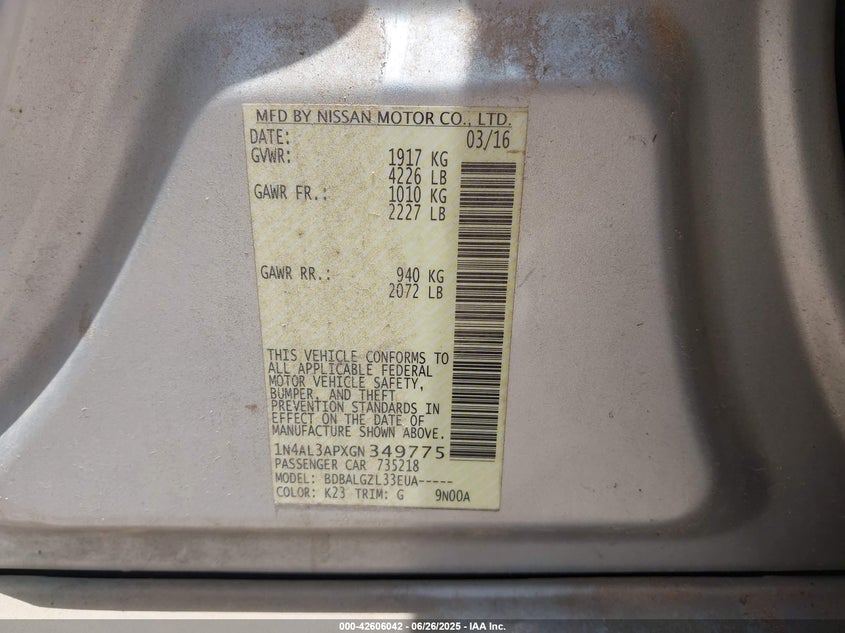 MFD BY NISSAN MOTOR CO., LTD.
DATE: 03/16
GVWR: 1917 KG
4226 LB
GAWR FR.: 1010 KG
2227 LB
GAWR RR.: 940 KG
2072 LB
THIS VEHICLE CONFORMS TO
ALL APPLICABLE FEDERAL
MOTOR VEHICLE SAFETY,
BUMPER, AND THEFT
PREVENTION STANDARDS IN
EFFECT ON THE DATE OF
MANUFACTURE SHOWN ABOVE.
1N4AL3APXGN349775
PASSENGER CAR 735218
MODEL: BDBALGZL33EUA-----
COLOR: K23 TRIM: G 9N00A
000-42606042 - 06/26/2025 - IAA Inc.